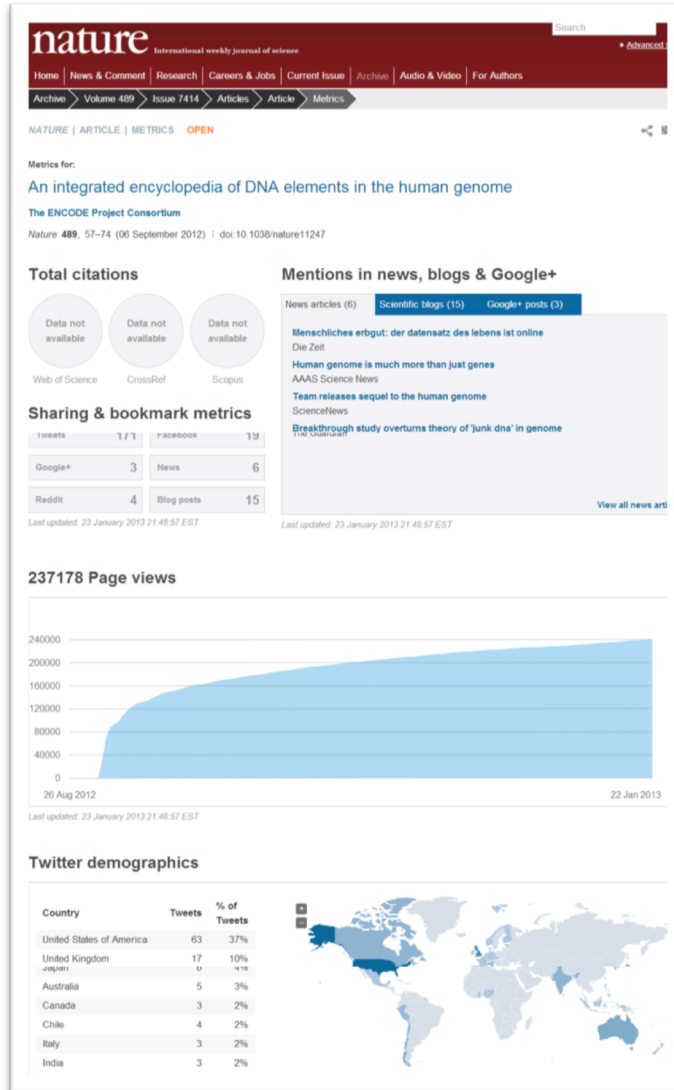 Search
nature International weekly journal of science
Advanced
Home News & Comment Research Careers & Jobs Current Issue Archive Audio & Video For Authors
Archive Volume 489 Issue 7414 Articles Article Metrics
NATURE | ARTICLE | METRICS OPEN
Metrics for:
An integrated encyclopedia of DNA elements in the human genome
The ENCODE Project Consortium
Nature 489, 57–74 (06 September 2012) | doi:10.1038/nature11247
Total citations
Data not available
Data not available
Data not available
Web of Science CrossRef Scopus
Sharing & bookmark metrics
Tweets 171 Facebook 19
Google+ 3 News 6
Reddit 4 Blog posts 15
Last updated: 23 January 2013 21:48:57 EST
Mentions in news, blogs & Google+
News articles (6) Scientific blogs (15) Google+ posts (3)
Menschliches erbgut: der datensatz des lebens ist online
Die Zeit
Human genome is much more than just genes
AAAS Science News
Team releases sequel to the human genome
ScienceNews
Breakthrough study overturns theory of 'junk dna' in genome
The Guardian
View all news arti
Last updated: 23 January 2013 21:48:57 EST
237178 Page views
240000
200000
160000
120000
80000
40000
0
26 Aug 2012 22 Jan 2013
Last updated: 23 January 2013 21:48:57 EST
Twitter demographics
Country Tweets % of Tweets
United States of America 63 37%
United Kingdom 17 10%
Japan 4%
Australia 5 3%
Canada 3 2%
Chile 4 2%
Italy 3 2%
India 3 2%